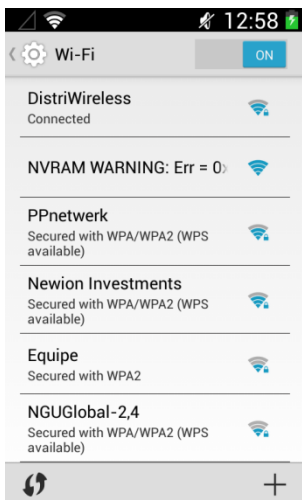 12:58
Wi-Fi
ON
DistriWireless
Connected
NVRAM WARNING: Err = 0
PPnetwerk
Secured with WPA/WPA2 (WPS
available)
Newion Investments
Secured with WPA/WPA2 (WPS
available)
Equipe
Secured with WPA2
NGUGlobal-2,4
Secured with WPA/WPA2 (WPS
available)